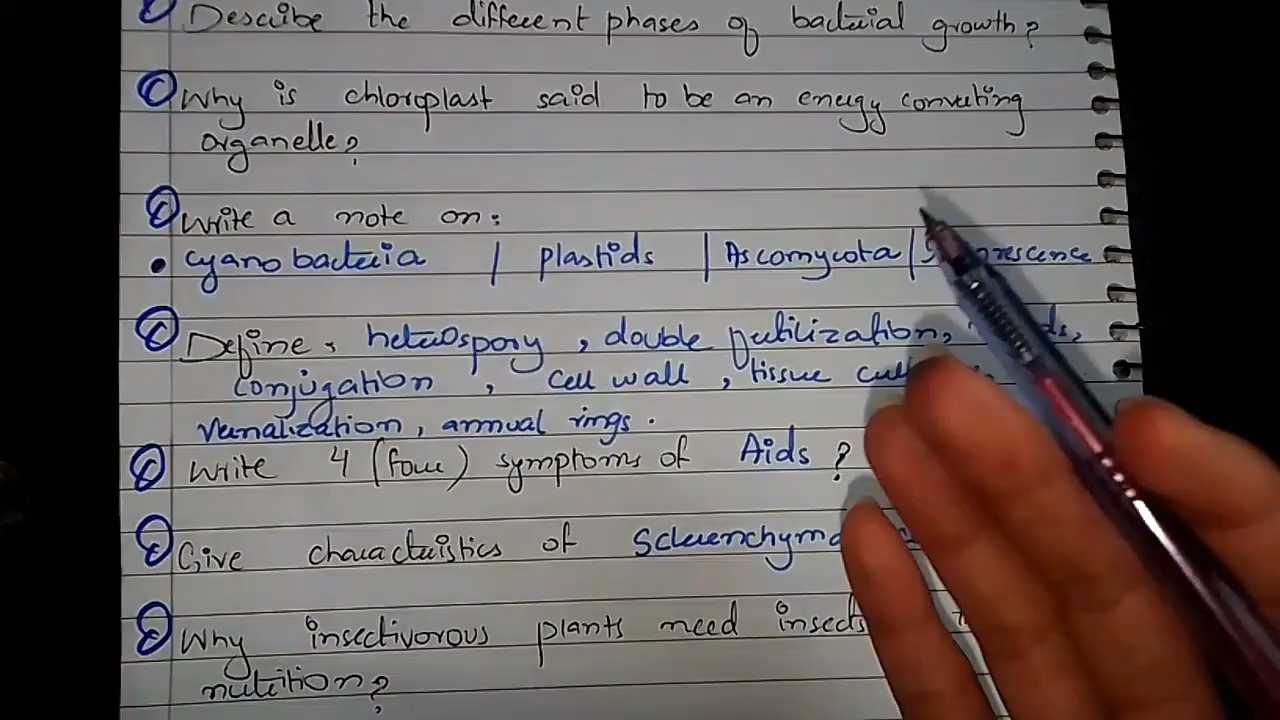 Describe the different phases of bacterial growth?
Why is chloroplast said to be an energy converting
organelle?
Write a note on:
• cyanobacteria | plastids | Ascomycota |
Define, heterospory, double fertilization,
conjugation, cell wall, tissue
vernalization, annual rings.
Write 4 (four) symptoms of Aids?
Give characteristics of
Why insectivorous plants need insects
nutrition?